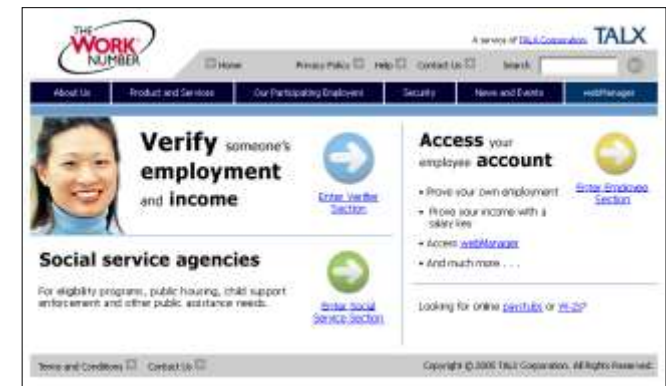 THE
WORK
NUMBER
A service of TALX Corporation TALX
Home Privacy Policy Help Contact Us Search
About Us Product and Services Our Participating Employers Security News and Events webManager
Verify someone's
employment
and income
Enter Verifier
Section
Access your
employee account
• Prove your own employment
• Prove your income with a
salary key
• Access webManager
• And much more . . .
Enter Employee
Section
Social service agencies
For eligibility programs, public housing, child support
enforcement and other public assistance needs.
Enter Social
Service Section
Looking for online paystubs or W-2s?
Terms and Conditions Contact Us
Copyright © 2005 TALX Corporation. All Rights Reserved.